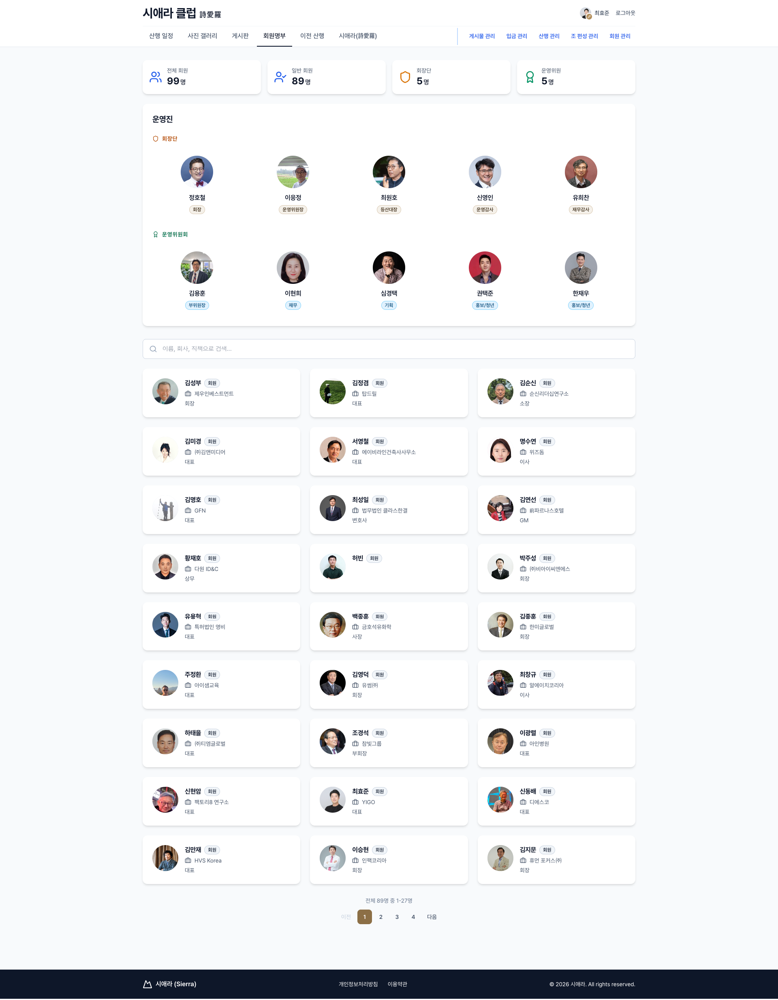 시애라 클럽 詩愛羅
최효준 로그아웃
산행 일정 사진 갤러리 게시판 회원명부 이전 산행 시애라(詩愛羅) 게시물 관리 입금 관리 산행 관리 조 편성 관리 회원 관리
전체 회원 일반 회원 회장단 운영위원
99명 89명 5명 5명
운영진
회장단
정호철 이응정 최원호 신영인 유희찬
회장 운영위원장 등산대장 운영감사 재무감사
운영위원회
김용훈 이현희 심경택 권택준 한재우
부위원장 재무 기획 홍보/청년 홍보/청년
이름, 회사, 직책으로 검색...
김성부 회원 김정겸 회원 김순신 회원
제우인베스트먼트 탑드릴 순신리더십연구소
회장 대표 소장
김미경 회원 서영철 회원 명수연 회원
㈜김앤미디어 에이비라인건축사사무소 위즈돔
대표 대표 이사
김명호 회원 최성일 회원 김연선 회원
GFN 법무법인 클라스한결 前파르나스호텔
대표 변호사 GM
황재호 회원 허빈 회원 박주성 회원
다원 ID&C ㈜비아이씨엔에스
상무 회장
유용혁 회원 백종훈 회원 김종훈 회원
특허법인 영비 금호석유화학 한미글로벌
대표 사장 회장
주정환 회원 김영덕 회원 최창규 회원
아이샘교육 유썸㈜ 알에이치코리아
대표 회장 이사
하태을 회원 조경석 회원 이광렬 회원
㈜티엠글로벌 참빛그룹 아인병원
대표 부회장 대표
신현암 회원 최효준 회원 신동배 회원
팩토리8 연구소 YIGO 디에스코
대표 대표 대표
김만재 회원 이승현 회원 김지문 회원
HVS Korea 인팩코리아 휴먼 포커스㈜
대표 회장 회장
전체 89명 중 1-27명
이전 1 2 3 4 다음
시애라 (Sierra) 개인정보처리방침 이용약관 © 2026 시애라. All rights reserved.